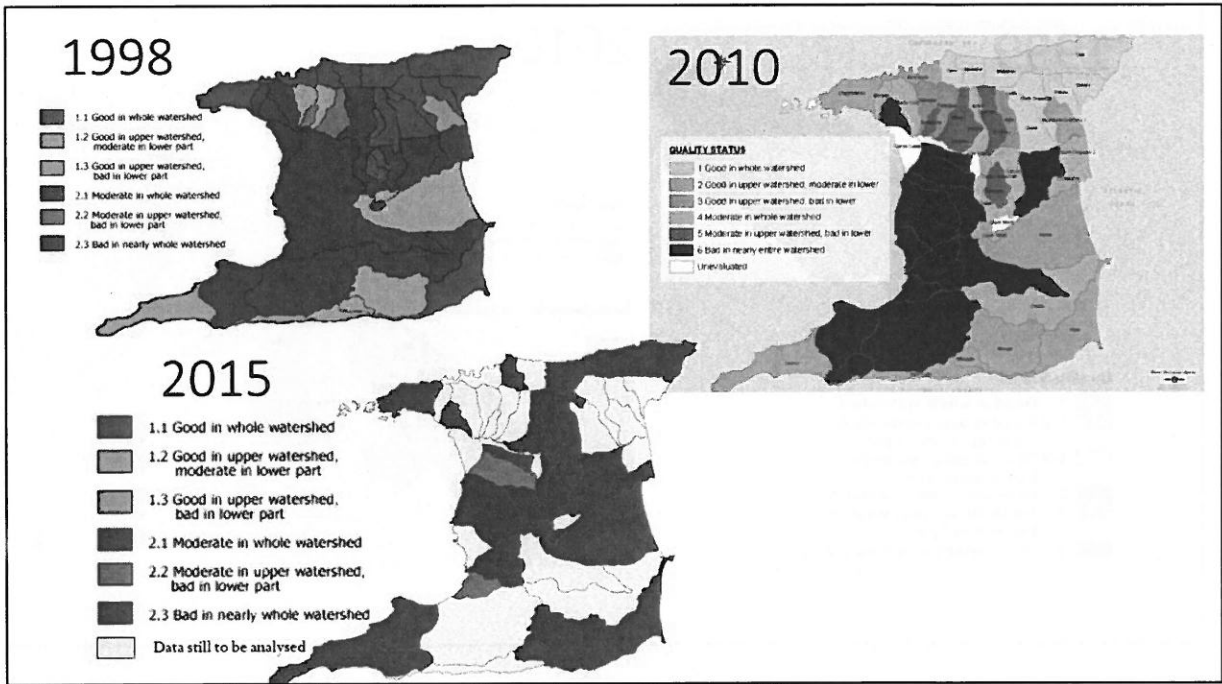 1998
1.1 Good in whole watershed
1.2 Good in upper watershed,
moderate in lower part
1.3 Good in upper watershed,
bad in lower part
2.1 Moderate in whole watershed
2.2 Moderate in upper watershed,
bad in lower part
2.3 Bad in nearly whole watershed
2010
QUALITY STATUS
1 Good in whole watershed
2 Good in upper watershed, moderate in lower
3 Good in upper watershed, bad in lower
4 Moderate in whole watershed
5 Moderate in upper watershed, bad in lower
6 Bad in nearly entire watershed
Unevaluated
2015
1.1 Good in whole watershed
1.2 Good in upper watershed,
moderate in lower part
1.3 Good in upper watershed,
bad in lower part
2.1 Moderate in whole watershed
2.2 Moderate in upper watershed,
bad in lower part
2.3 Bad in nearly whole watershed
Data still to be analysed